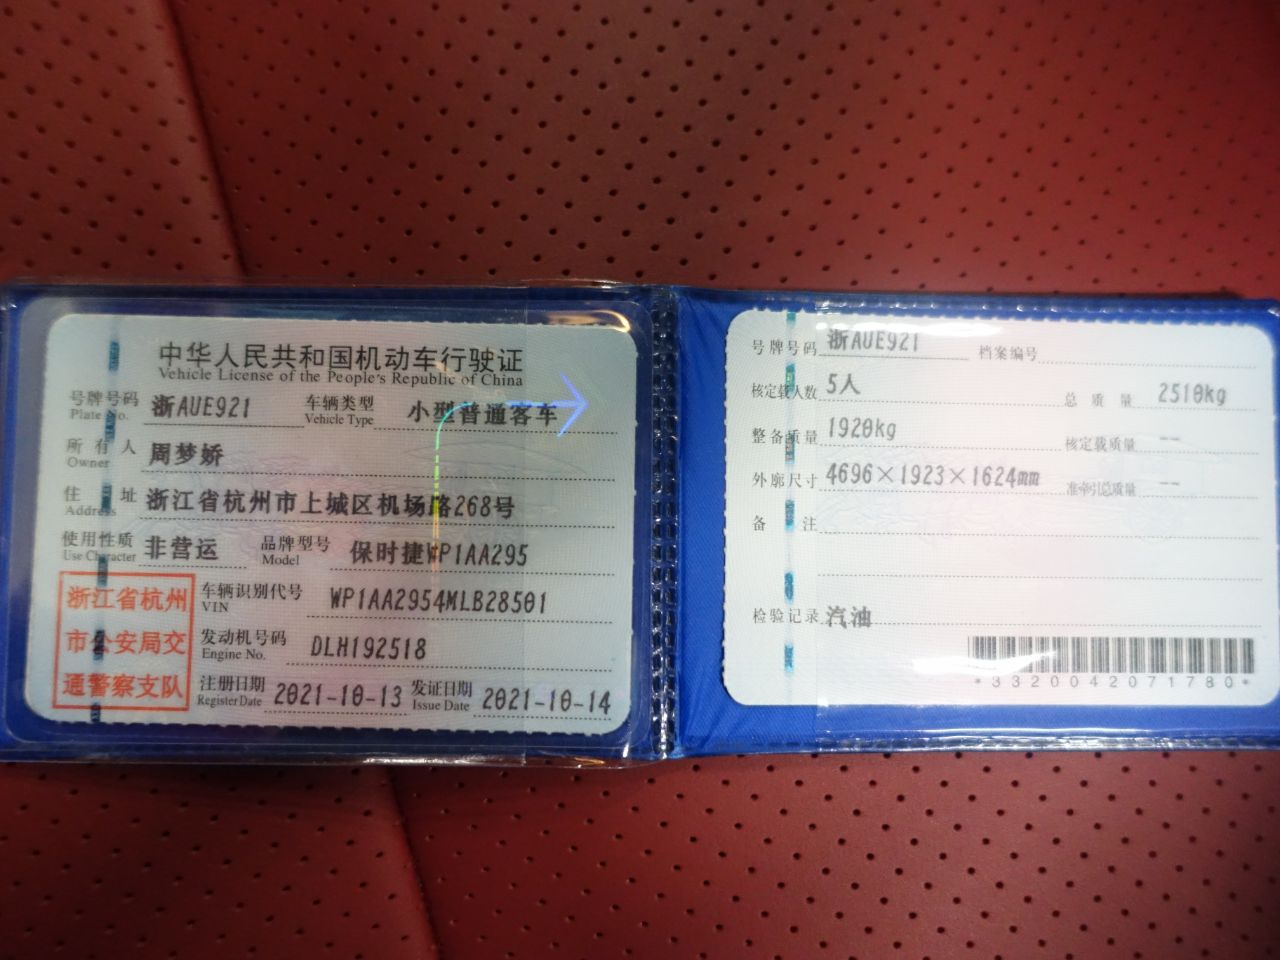 中华人民共和国机动车行驶证
Vehicle License of the People's Republic of China
号牌号码 浙AUE921 车辆类型 小型普通客车
Plate No. Vehicle Type
所有人 周梦娇
Owner
住址 浙江省杭州市上城区机场路268号
Address
使用性质 非营运 品牌型号 保时捷WP1AA295
Use Character Model
浙江省杭州
市公安局交
通警察支队
车辆识别代号 WP1AA2954MLB28501
VIN
发动机号码 DLH192518
Engine No.
注册日期 2021-10-13 发证日期 2021-10-14
Register Date Issue Date
号牌号码 浙AUE921 档案编号
核定载人数 5人 总质量 2510kg
整备质量 1920kg 核定载质量 --
外廓尺寸 4696×1923×1624mm 准牵引总质量 --
备注
检验记录 汽油
*3320042071780*